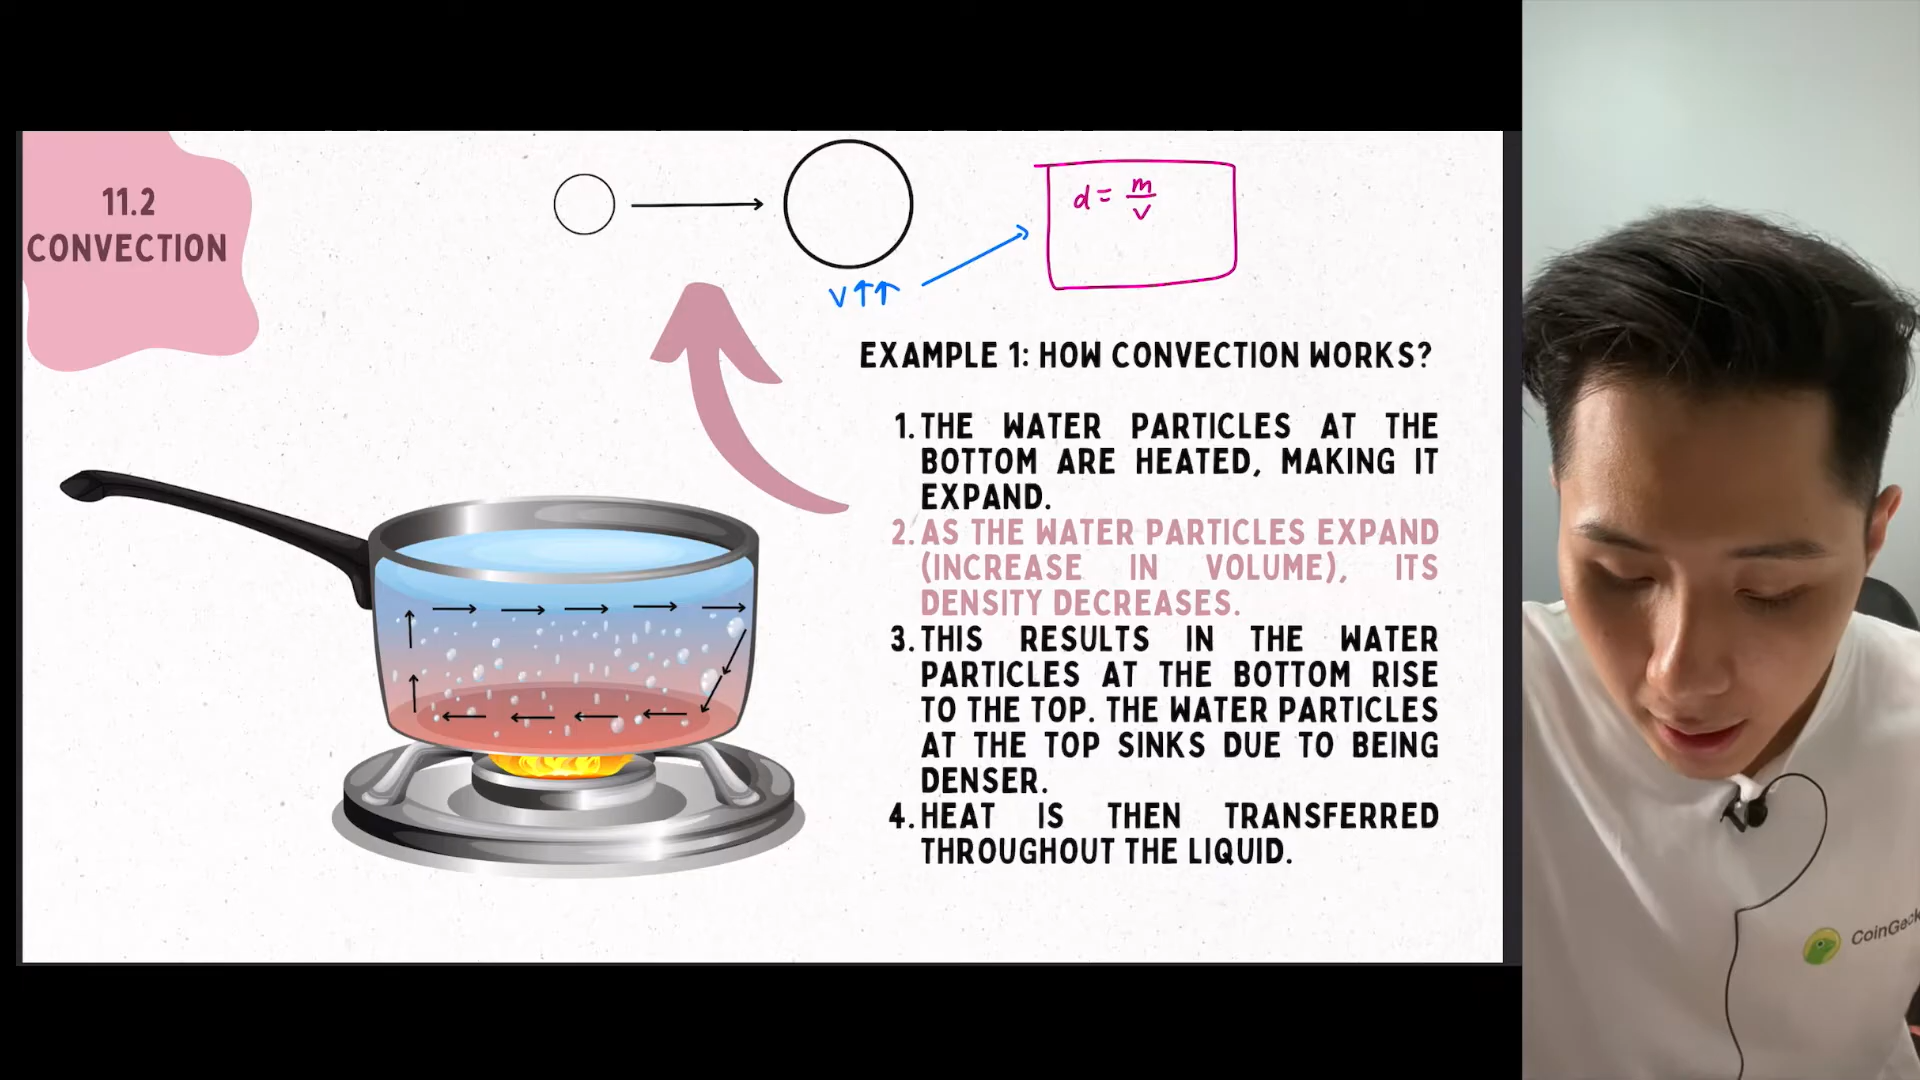 11.2
CONVECTION
d = m/v
V↑↑
EXAMPLE 1: HOW CONVECTION WORKS?
1. THE WATER PARTICLES AT THE
BOTTOM ARE HEATED, MAKING IT
EXPAND.
2. AS THE WATER PARTICLES EXPAND
(INCREASE IN VOLUME), ITS
DENSITY DECREASES.
3. THIS RESULTS IN THE WATER
PARTICLES AT THE BOTTOM RISE
TO THE TOP. THE WATER PARTICLES
AT THE TOP SINKS DUE TO BEING
DENSER.
4. HEAT IS THEN TRANSFERRED
THROUGHOUT THE LIQUID.